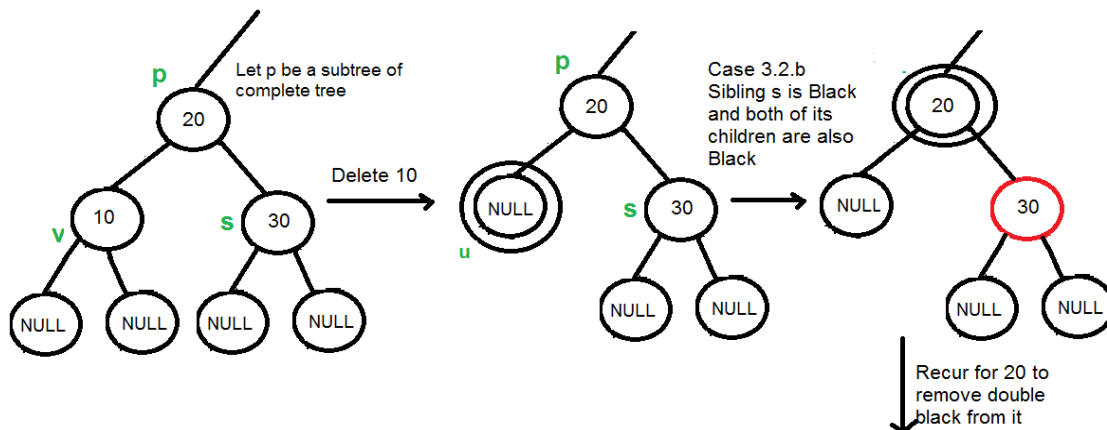 p
Let p be a subtree of
complete tree
20
10
v
s
30
NULL
NULL
NULL
NULL
Delete 10
p
20
NULL
u
s
30
NULL
NULL
Case 3.2.b
Sibling s is Black
and both of its
children are also
Black
20
NULL
30
NULL
NULL
Recur for 20 to
remove double
black from it